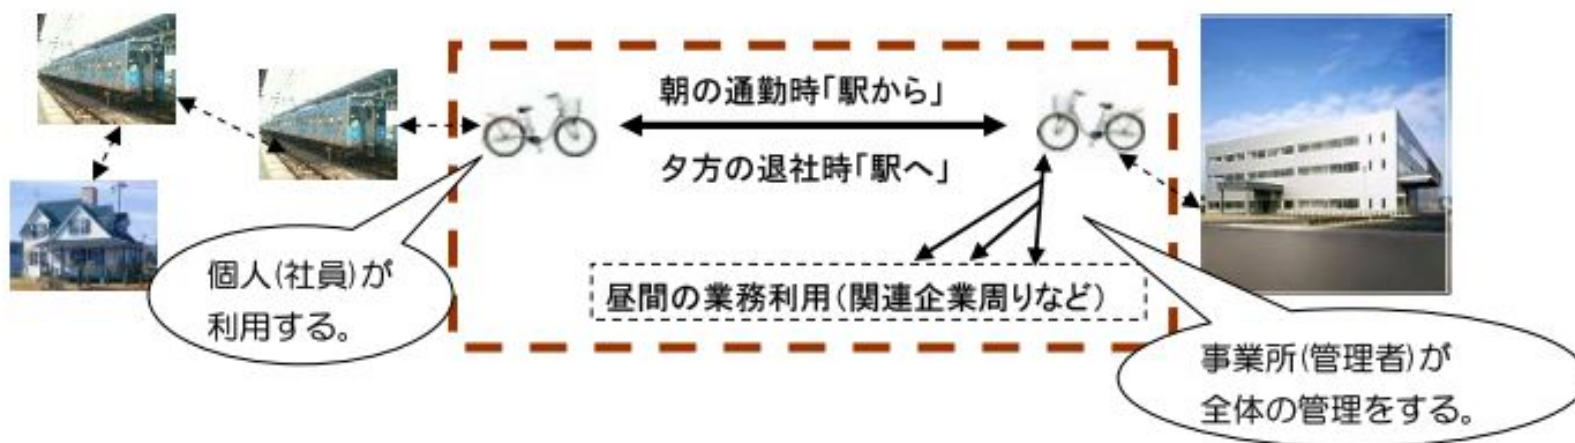 朝の通勤時「駅から」
夕方の退社時「駅へ」
個人(社員)が
利用する。
昼間の業務利用(関連企業周りなど)
事業所(管理者)が
全体の管理をする。